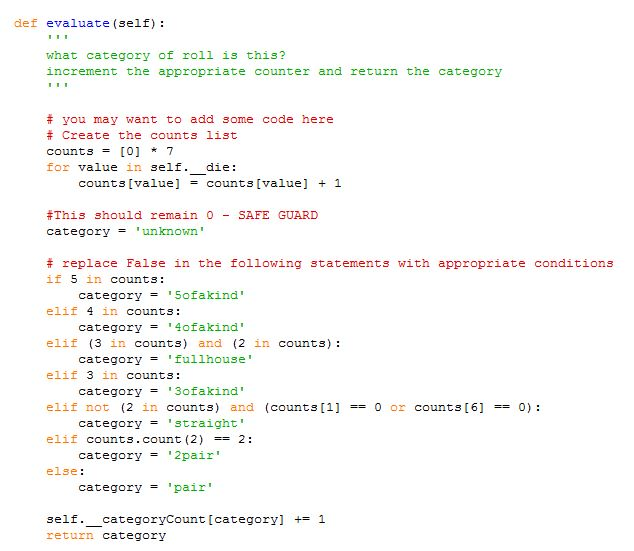 def evaluate(self):
    '''
    what category of roll is this?
    increment the appropriate counter and return the category
    '''

    # you may want to add some code here
    # Create the counts list
    counts = [0] * 7
    for value in self.__die:
        counts[value] = counts[value] + 1

    #This should remain 0 - SAFE GUARD
    category = 'unknown'

    # replace False in the following statements with appropriate conditions
    if 5 in counts:
        category = '5ofakind'
    elif 4 in counts:
        category = '4ofakind'
    elif (3 in counts) and (2 in counts):
        category = 'fullhouse'
    elif 3 in counts:
        category = '3ofakind'
    elif not (2 in counts) and (counts[1] == 0 or counts[6] == 0):
        category = 'straight'
    elif counts.count(2) == 2:
        category = '2pair'
    else:
        category = 'pair'

    self.__categoryCount[category] += 1
    return category